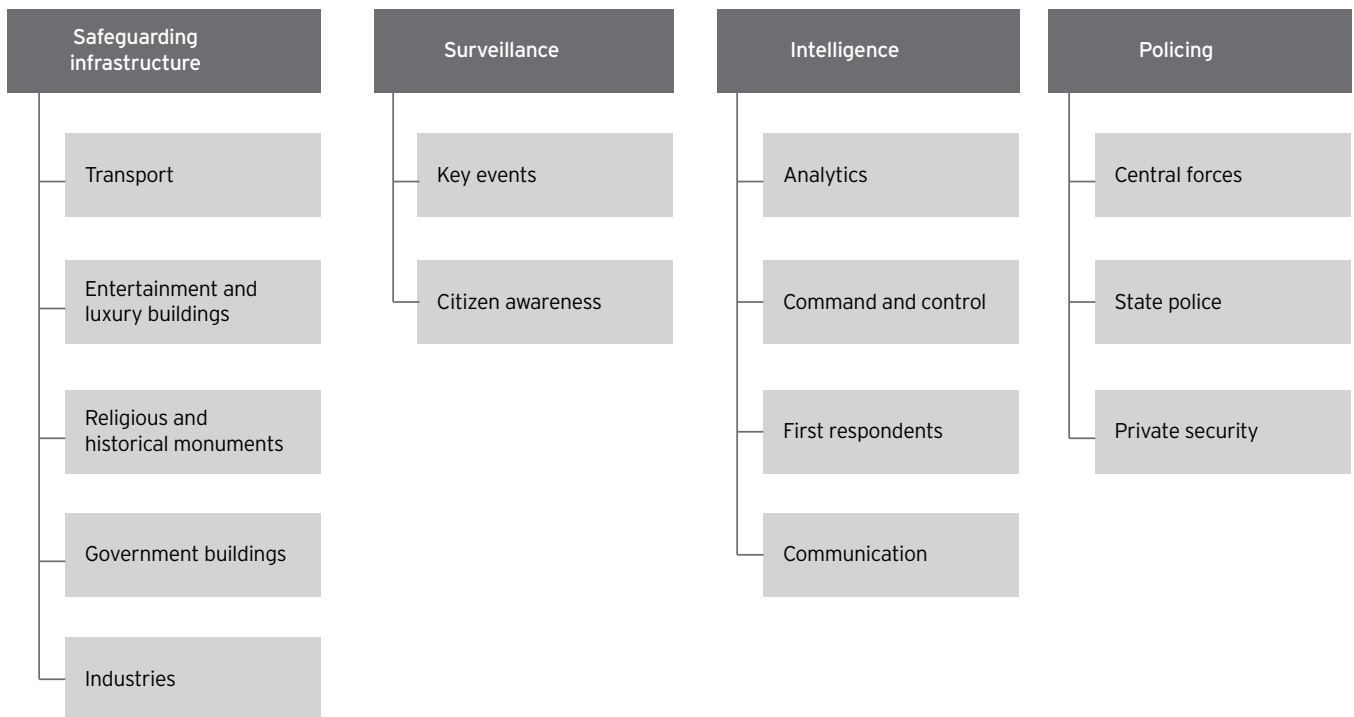 Safeguarding
infrastructure
Transport
Entertainment and
luxury buildings
Religious and
historical monuments
Government buildings
Industries
Surveillance
Key events
Citizen awareness
Intelligence
Analytics
Command and control
First respondents
Communication
Policing
Central forces
State police
Private security